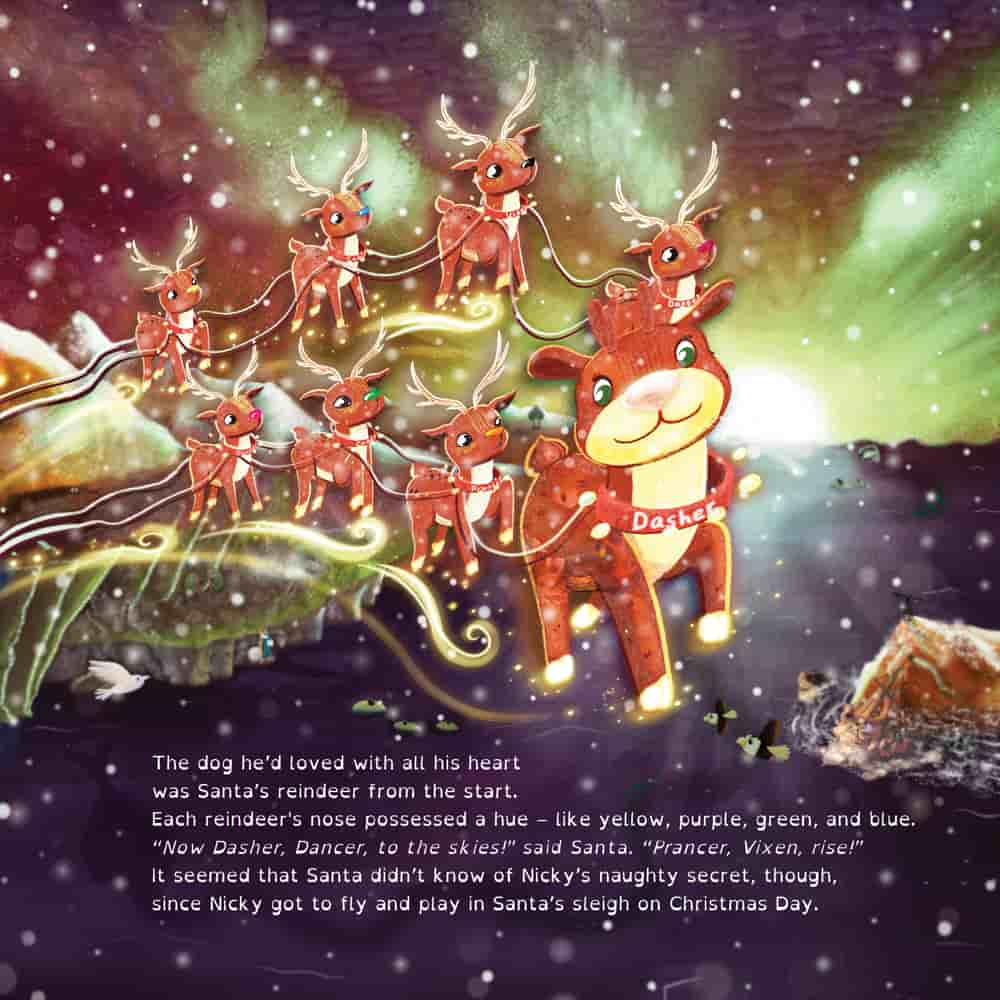 Dasher
The dog he’d loved with all his heart
was Santa’s reindeer from the start.
Each reindeer's nose possessed a hue – like yellow, purple, green, and blue.
“Now Dasher, Dancer, to the skies!” said Santa. “Prancer, Vixen, rise!”
It seemed that Santa didn’t know of Nicky’s naughty secret, though,
since Nicky got to fly and play in Santa’s sleigh on Christmas Day.